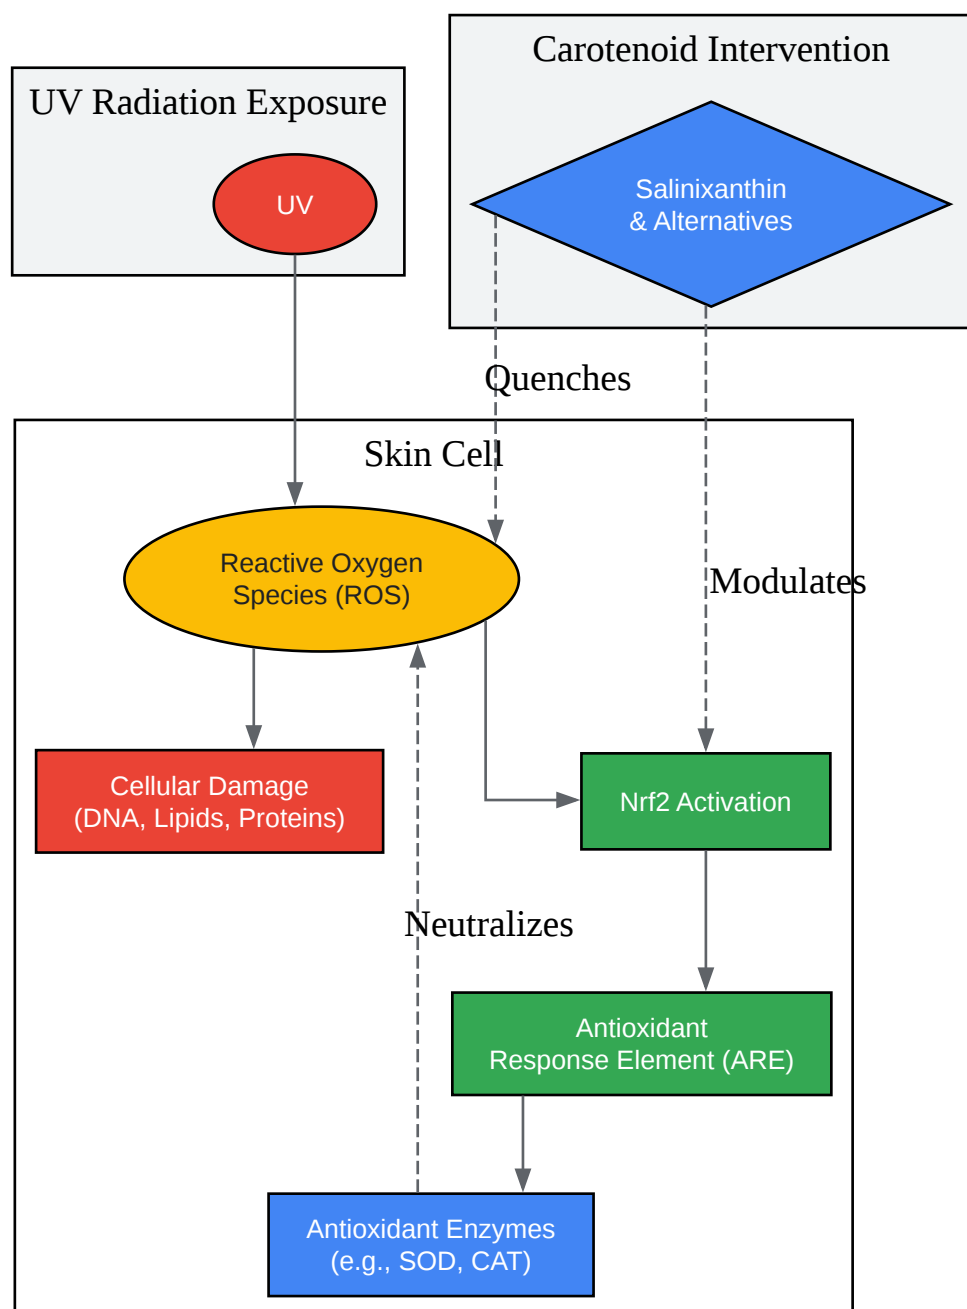 Carotenoid Intervention
UV Radiation Exposure
UV
Salinixanthin
& Alternatives
Quenches
Skin Cell
Reactive Oxygen
Species (ROS)
Modulates
Cellular Damage
(DNA, Lipids, Proteins)
Nrf2 Activation
Neutralizes
Antioxidant
Response Element (ARE)
Antioxidant Enzymes
(e.g., SOD, CAT)